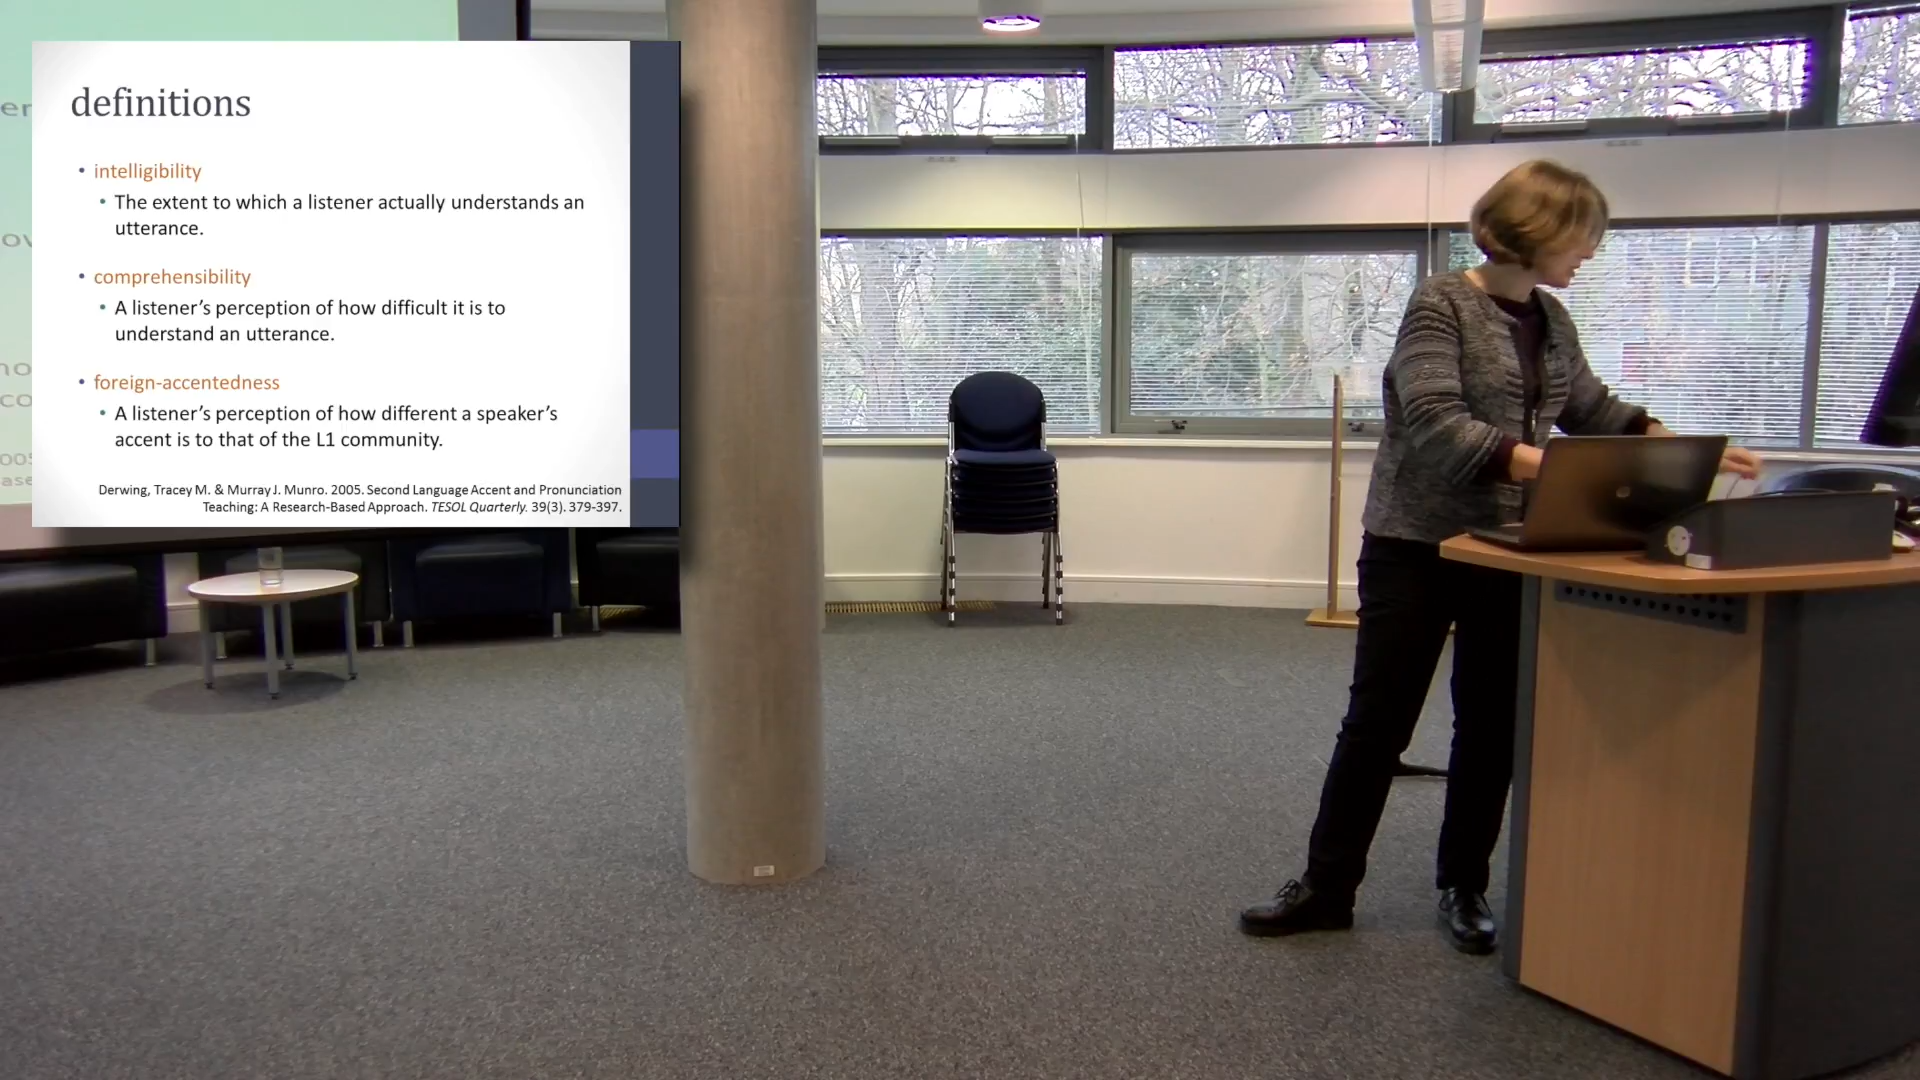 definitions
• intelligibility
• The extent to which a listener actually understands an
utterance.
• comprehensibility
• A listener's perception of how difficult it is to
understand an utterance.
• foreign-accentedness
• A listener's perception of how different a speaker's
accent is to that of the L1 community.
Derwing, Tracey M. & Murray J. Munro. 2005. Second Language Accent and Pronunciation
Teaching: A Research-Based Approach. TESOL Quarterly. 39(3). 379-397.